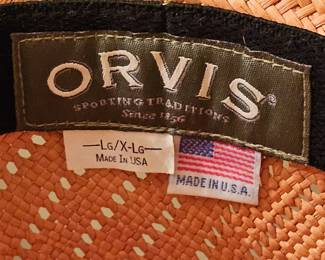 ORVIS
SPORTING TRADITIONS
Since 1856
—LG/X-LG—
MADE IN USA
MADE IN U.S.A.